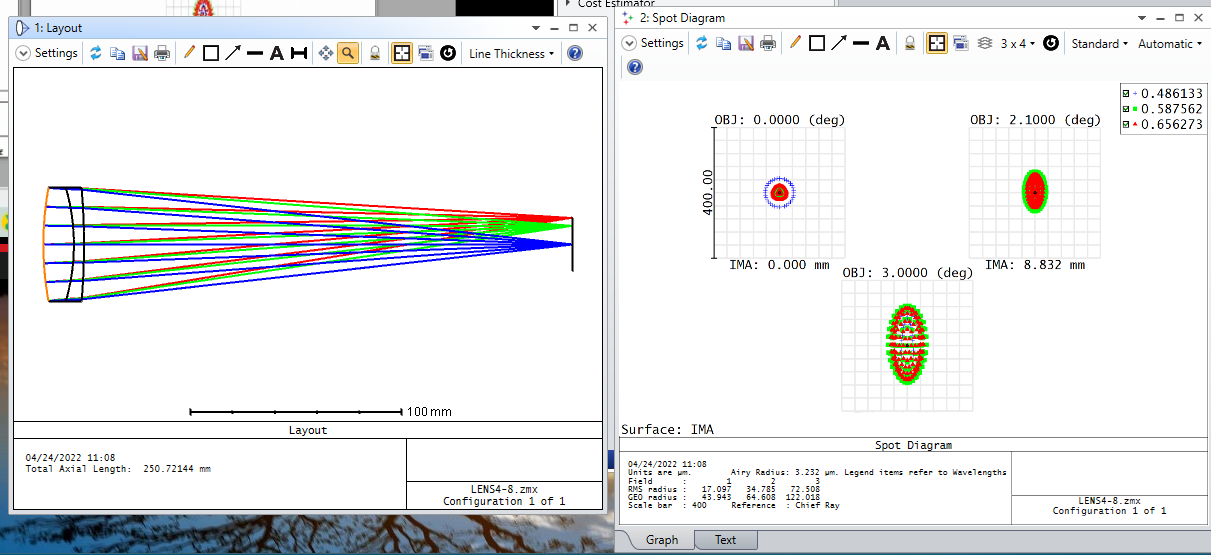 Cost Estimator
1: Layout
Settings
Line Thickness
100 mm
Layout
04/24/2022 11:08
Total Axial Length:  250.72144 mm
LENS4-8.zmx
Configuration 1 of 1
2: Spot Diagram
Settings
3 x 4
Standard
Automatic
+ 0.486133
0.587562
0.656273
OBJ: 0.0000 (deg)
OBJ: 2.1000 (deg)
400.00
IMA: 0.000 mm
IMA: 8.832 mm
OBJ: 3.0000 (deg)
Surface: IMA
Spot Diagram
04/24/2022 11:08
Units are µm.      Airy Radius: 3.232 µm. Legend items refer to Wavelengths
Field      :       1       2       3
RMS radius :   17.097  34.785  72.508
GEO radius :   43.943  64.608 122.018
Scale bar  : 400    Reference  : Chief Ray
LENS4-8.zmx
Configuration 1 of 1
Graph
Text